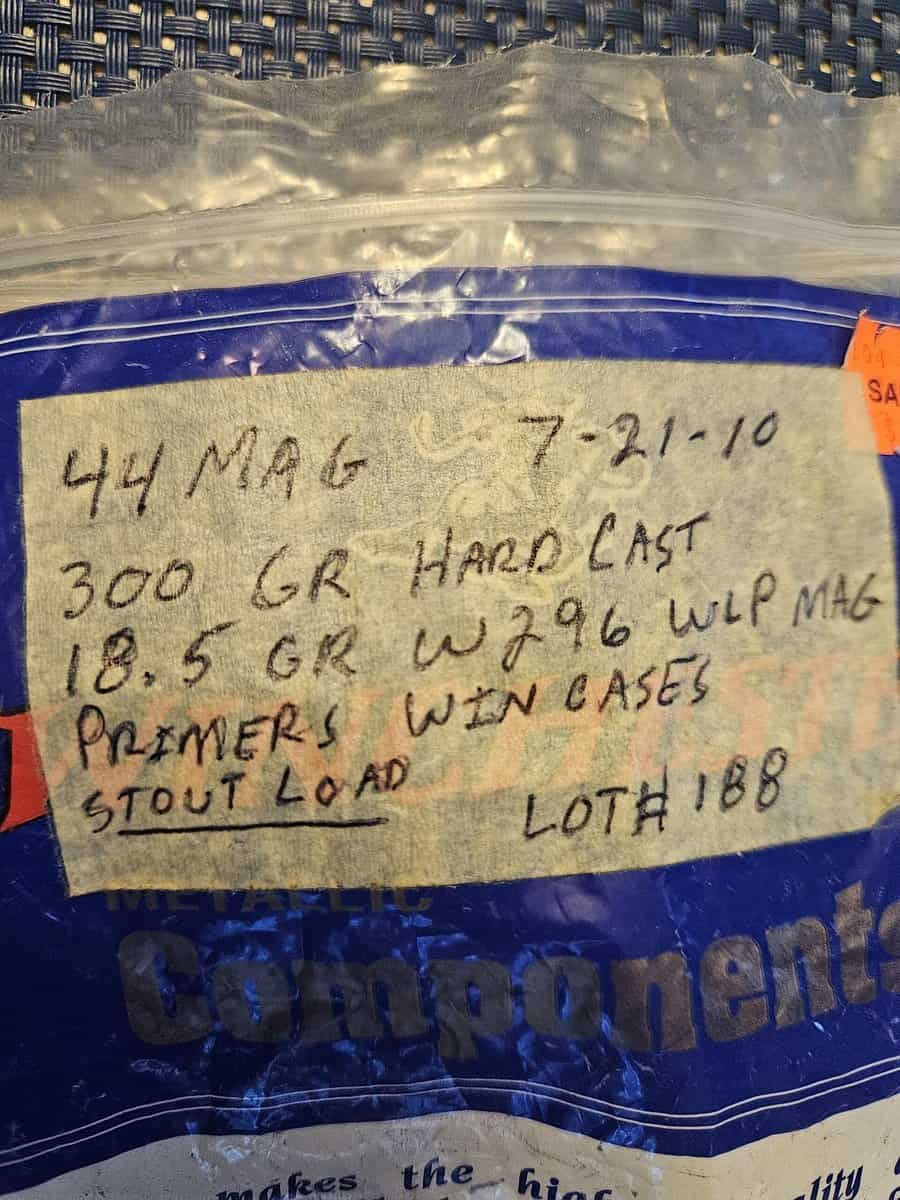 SA
44 MAG 7-21-10
300 GR HARD CAST
18.5 GR W296 WLP MAG
PRIMERS WIN CASES
STOUT LOAD LOT# 188
METALLIC
Components
makes the